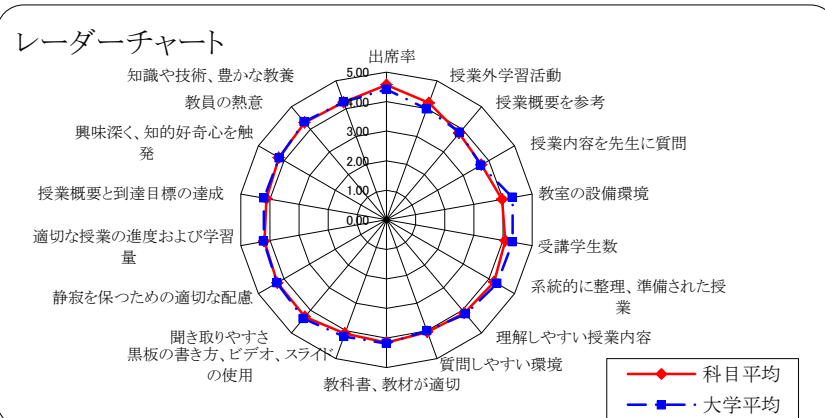 レーダーチャート
出席率
授業外学習活動
授業概要を参考
授業内容を先生に質問
教室の設備環境
受講学生数
系統的に整理、準備された授
業
理解しやすい授業内容
質問しやすい環境
教科書、教材が適切
黒板の書き方、ビデオ、スライド
の使用
聞き取りやすさ
静寂を保つための適切な配慮
適切な授業の進度および学習
量
授業概要と到達目標の達成
興味深く、知的好奇心を触
発
教員の熱意
知識や技術、豊かな教養
5.00
4.00
3.00
2.00
1.00
0.00
科目平均
大学平均